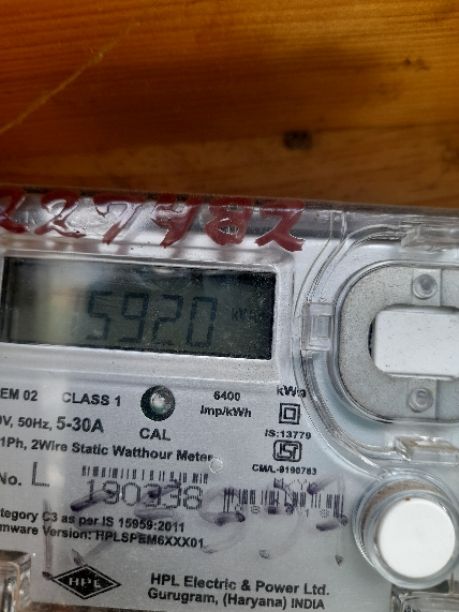 5920
EM 02 CLASS 1
6400
imp/kWh
kWh
0V, 50Hz, 5-30A
CAL
IS:13779
1Ph, 2Wire Static Watthour Meter
CM/L-9190783
No. L 190338
ategory C3 as per IS 15959:2011
rmware Version: HPLSPEM6XXX01
HPL
HPL Electric & Power Ltd.
Gurugram, (Haryana) INDIA